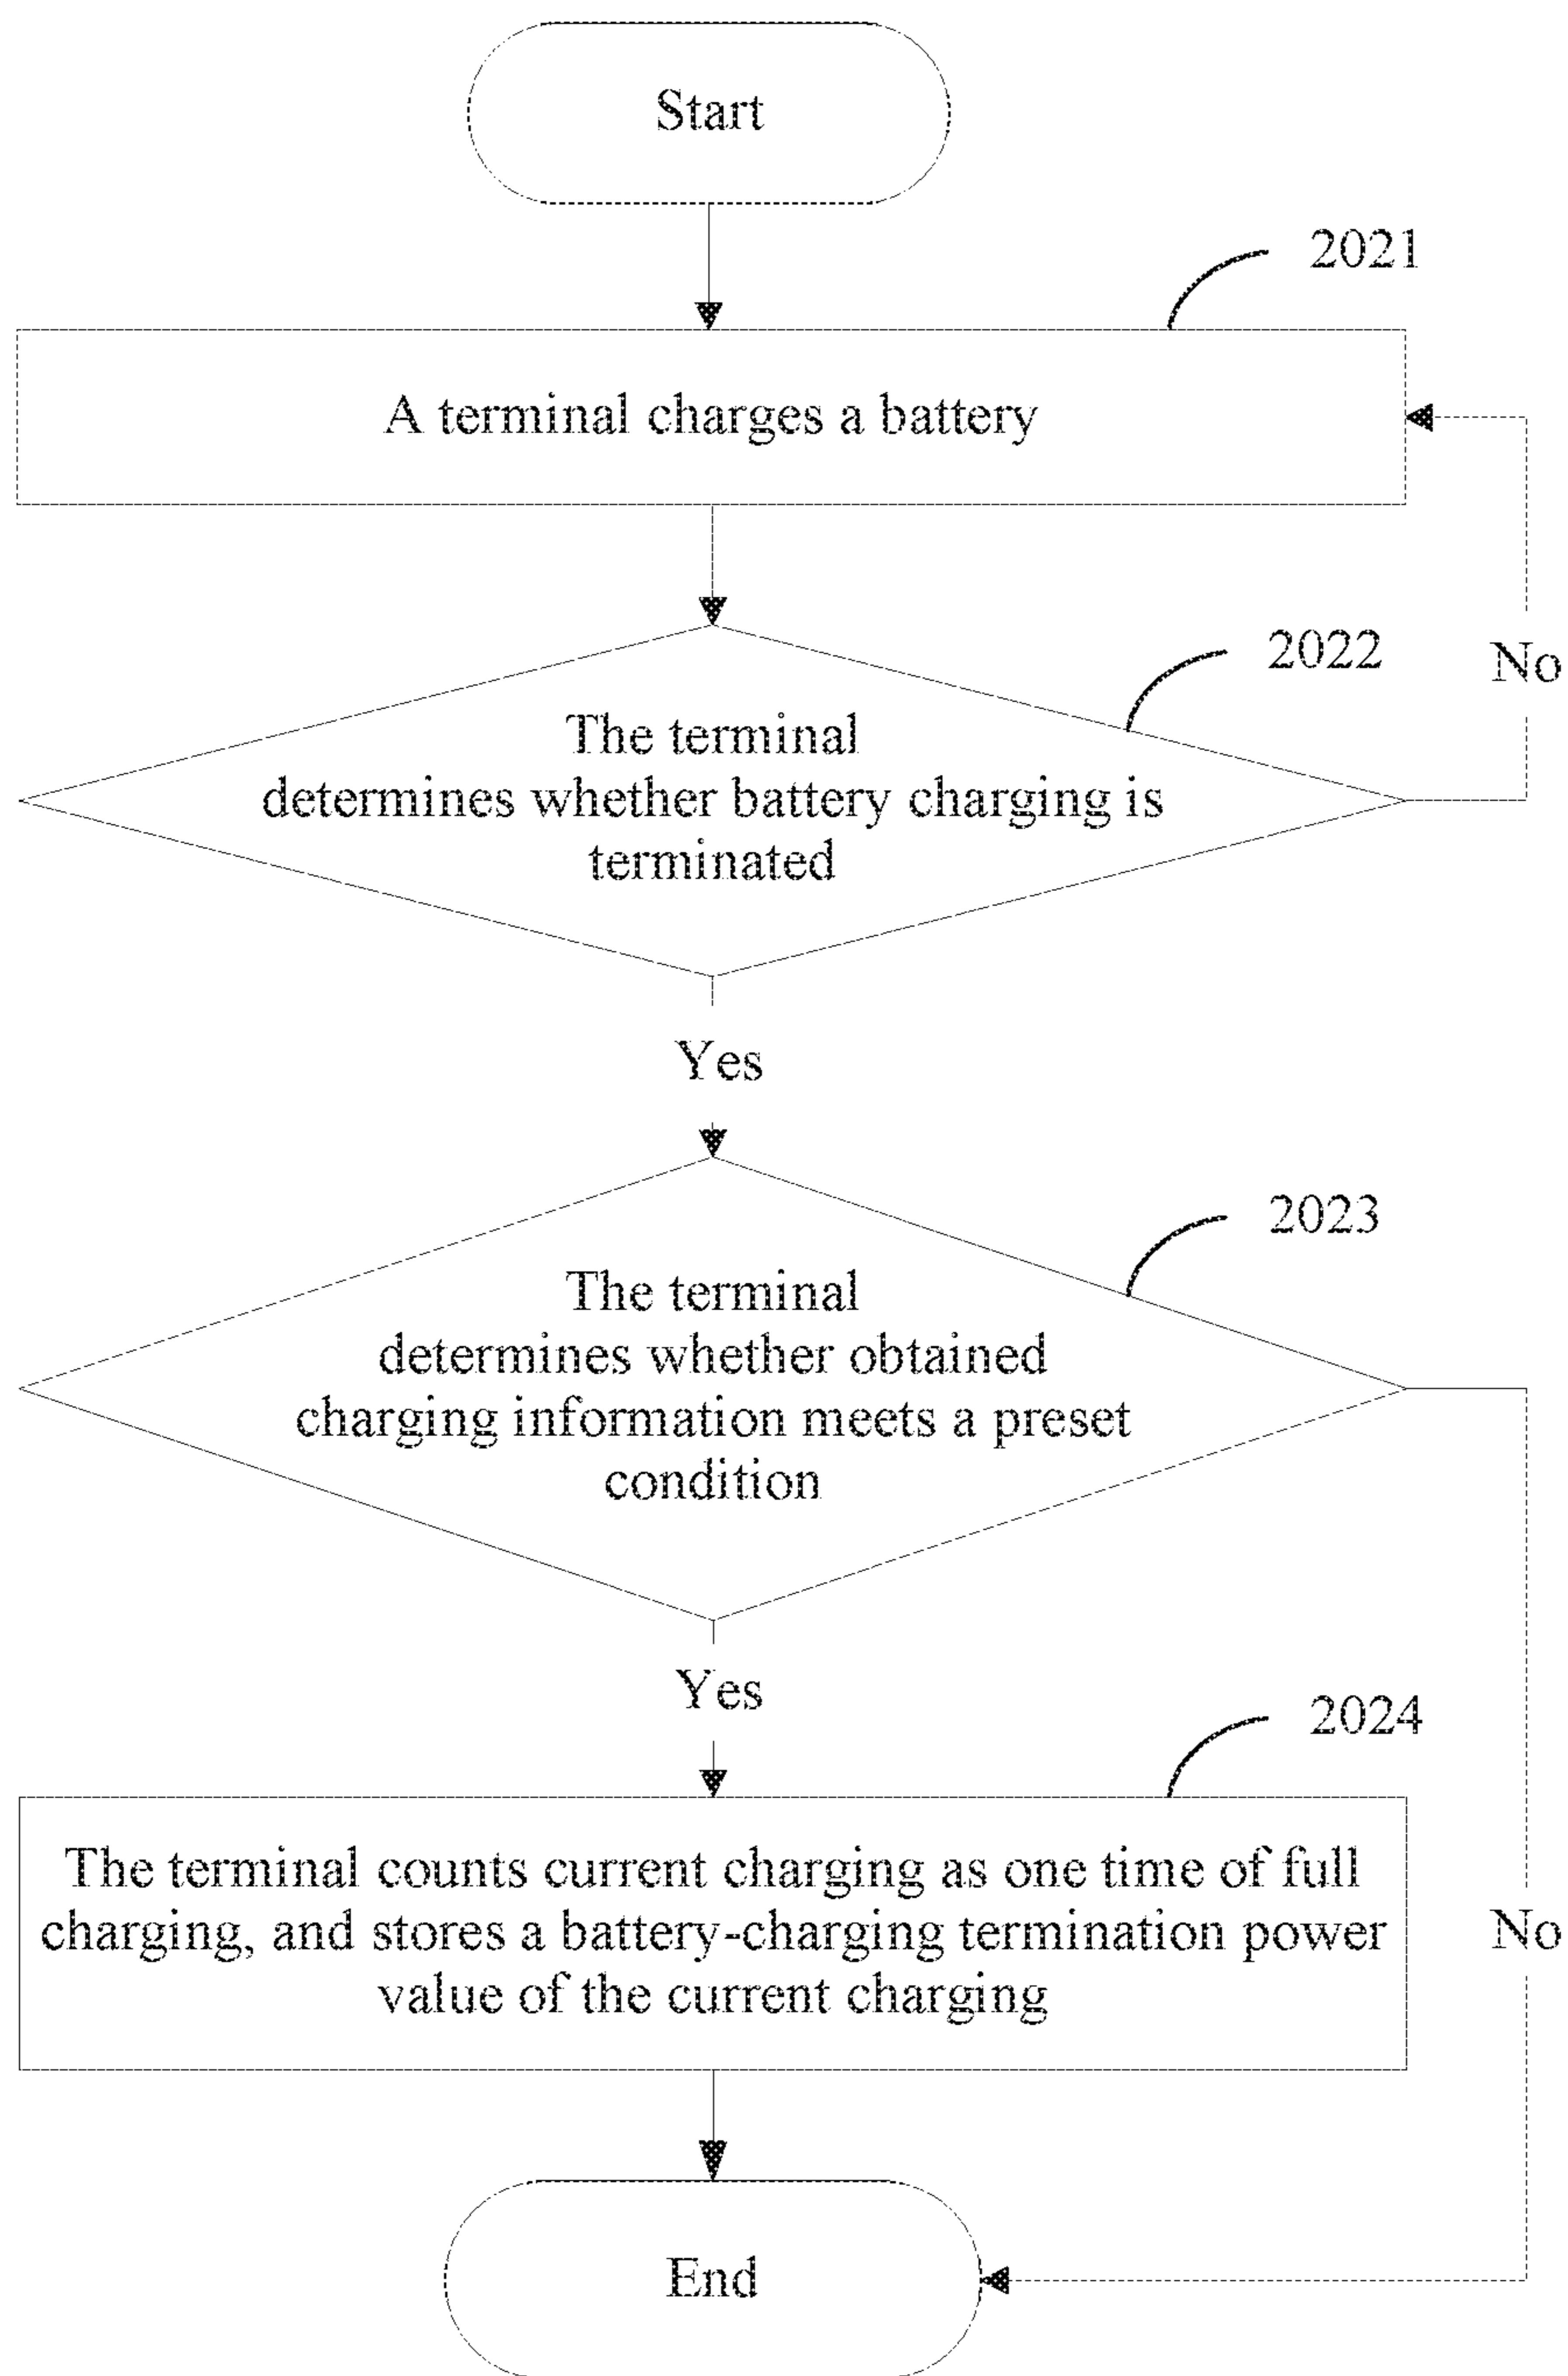 Start
2021
A terminal charges a battery
2022
No
The terminal
determines whether battery charging is
terminated
Yes
2023
The terminal
determines whether obtained
charging information meets a preset
condition
Yes
2024
The terminal counts current charging as one time of full
charging, and stores a battery-charging termination power
value of the current charging
No
End